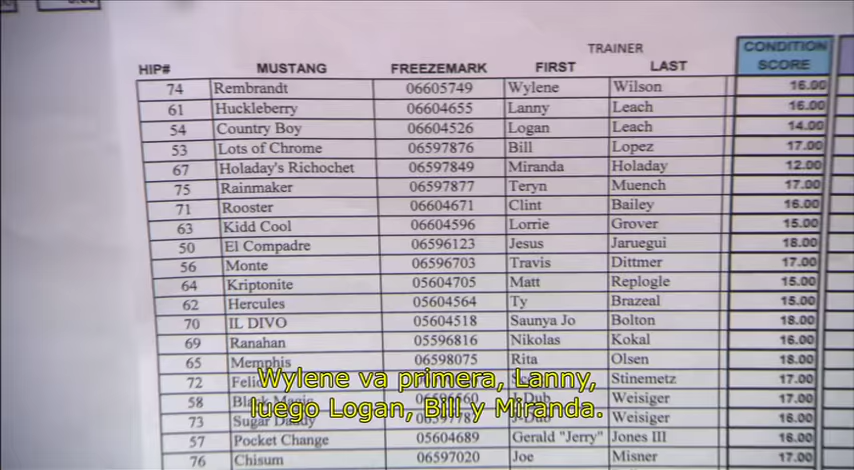 TRAINER
HIP# MUSTANG FREEZEMARK FIRST LAST CONDITION SCORE
74 Rembrandt 06605749 Wylene Wilson 16.00
61 Huckleberry 06604655 Lanny Leach 16.00
54 Country Boy 06604526 Logan Leach 14.00
53 Lots of Chrome 06597876 Bill Lopez 17.00
67 Holaday's Richochet 06597849 Miranda Holaday 12.00
75 Rainmaker 06597877 Teryn Muench 17.00
71 Rooster 06604671 Clint Bailey 16.00
63 Kidd Cool 06604596 Lorrie Grover 15.00
50 El Compadre 06596123 Jesus Jaruegui 18.00
56 Monte 06596703 Travis Dittmer 17.00
64 Kriptonite 05604705 Matt Replogle 15.00
62 Hercules 05604564 Ty Brazeal 15.00
70 IL DIVO 05604518 Saunya Jo Bolton 18.00
69 Ranahan 05596816 Nikolas Kokal 16.00
65 Memphis 06598075 Rita Olsen 18.00
72 Stinemetz 17.00
58 Black Magic J-Dub Weisiger 17.00
73 Sugar Daddy J-Dub Weisiger 16.00
57 Pocket Change 05604689 Gerald "Jerry" Jones III 16.00
76 Chisum 06597020 Joe Misner 17.00
Wylene va primera, Lanny,
luego Logan, Bill y Miranda.